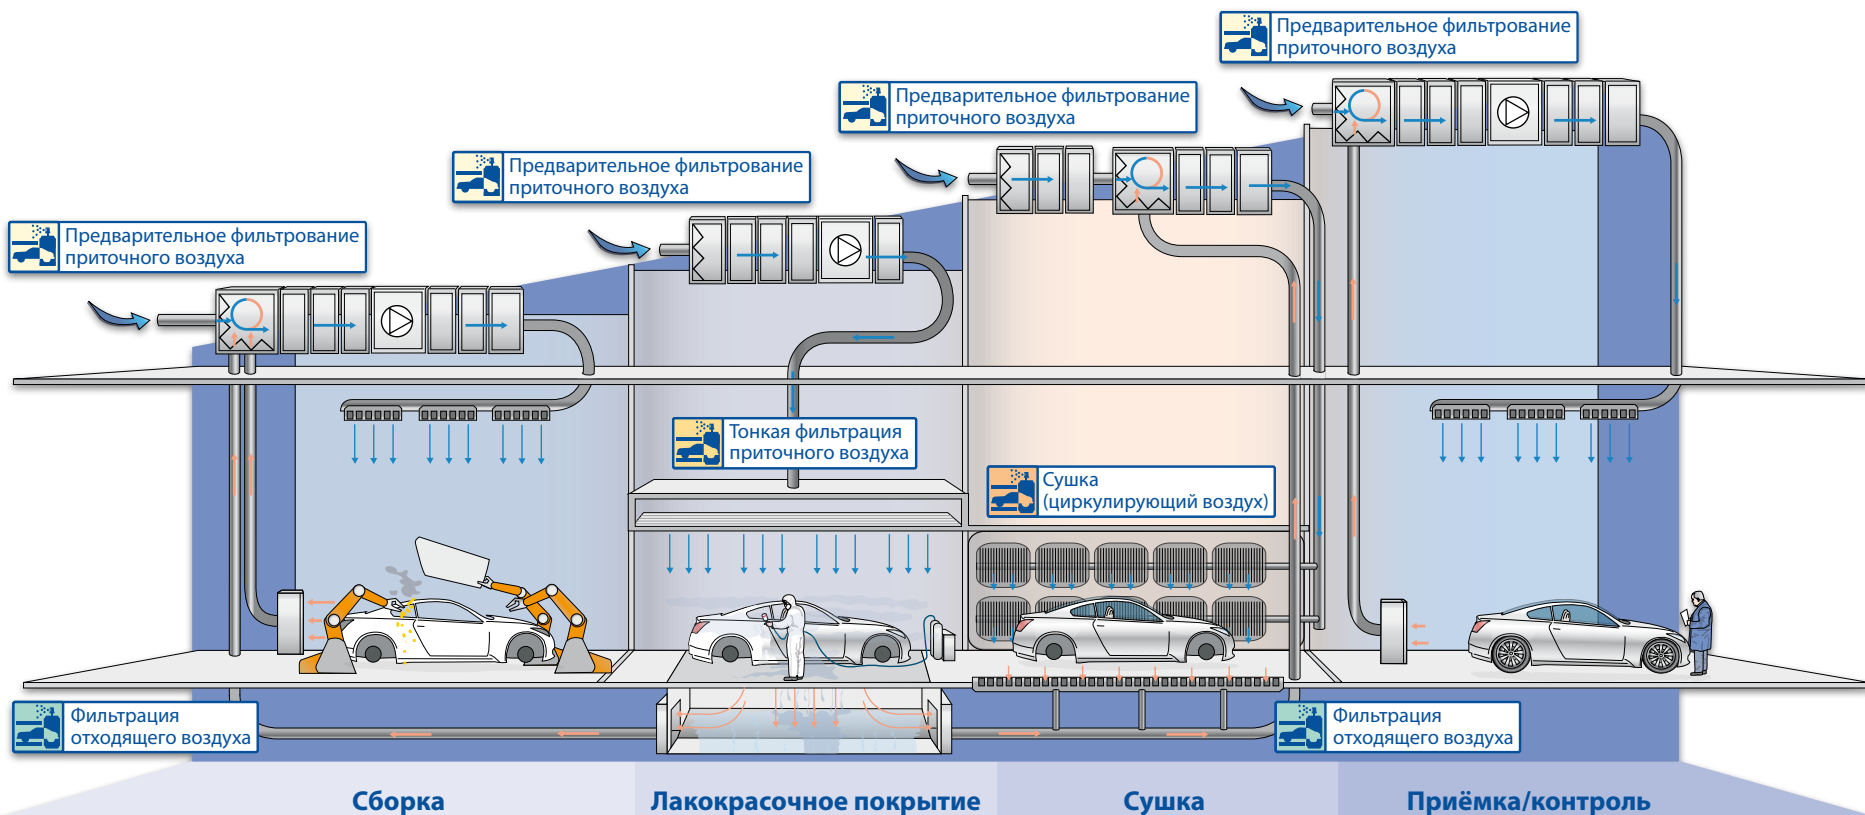 Предварительное фильтрование
приточного воздуха
Предварительное фильтрование
приточного воздуха
Предварительное фильтрование
приточного воздуха
Предварительное фильтрование
приточного воздуха
Тонкая фильтрация
приточного воздуха
Сушка
(циркулирующий воздух)
Фильтрация
отходящего воздуха
Фильтрация
отходящего воздуха
Сборка
Лакокрасочное покрытие
Сушка
Приёмка/контроль